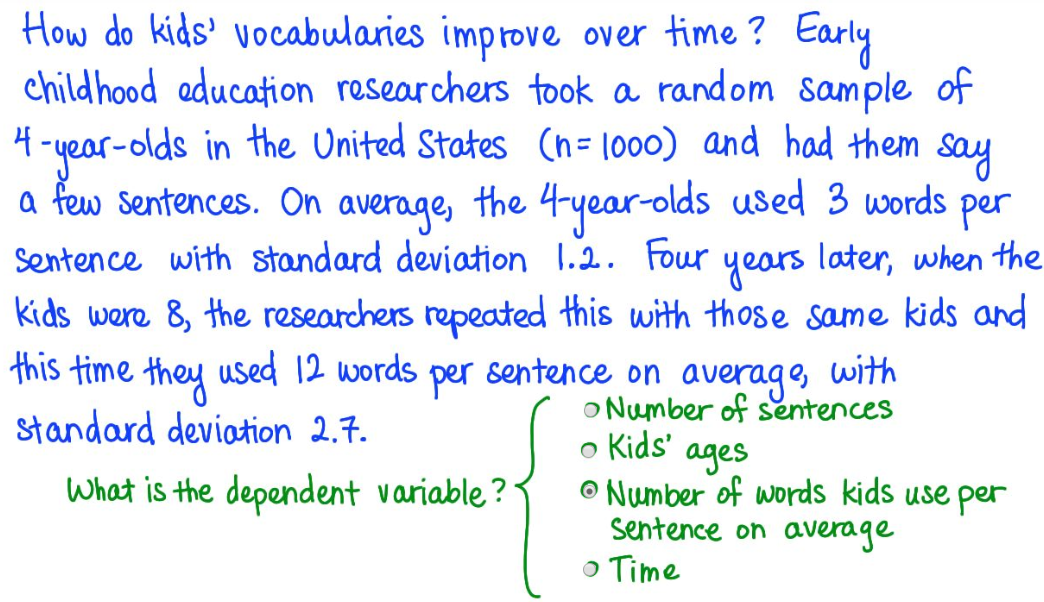 How do kids' vocabularies improve over time? Early
childhood education researchers took a random sample of
4-year-olds in the United States (n=1000) and had them say
a few sentences. On average, the 4-year-olds used 3 words per
sentence with standard deviation 1.2. Four years later, when the
kids were 8, the researchers repeated this with those same kids and
this time they used 12 words per sentence on average, with
standard deviation 2.7.
What is the dependent variable?
Number of sentences
Kids' ages
Number of words kids use per
sentence on average
Time